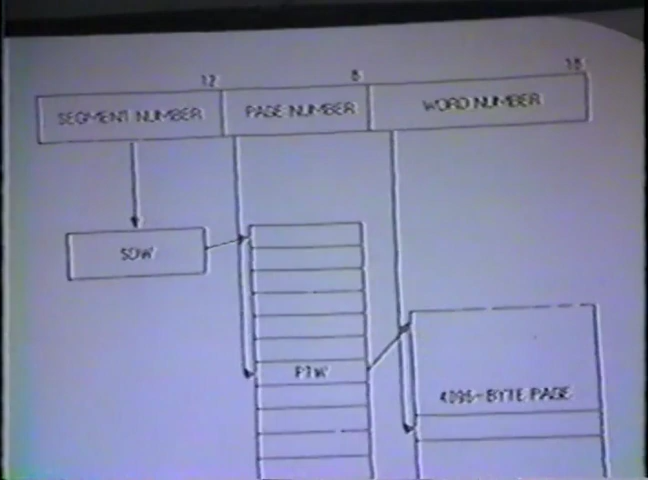 12 8 16
SEGMENT NUMBER PAGE NUMBER WORD NUMBER
SDW
PTW
4096-BYTE PAGE